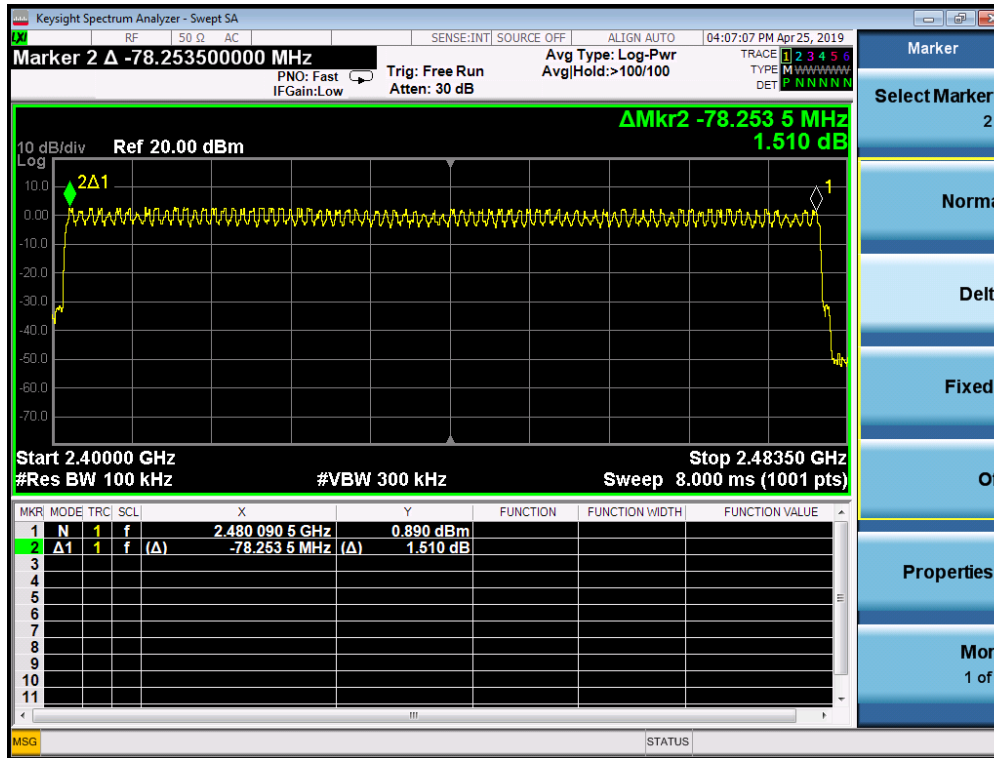 Keysight Spectrum Analyzer - Swept SA
LXI RF 50 Ω AC SENSE:INT SOURCE OFF ALIGN AUTO 04:07:07 PM Apr 25, 2019
Marker 2 Δ -78.253500000 MHz
PNO: Fast
IFGain:Low
Trig: Free Run
Atten: 30 dB
Avg Type: Log-Pwr
Avg|Hold:>100/100
TRACE 1 2 3 4 5 6
TYPE M WWWWW
DET P N N N N N
ΔMkr2 -78.253 5 MHz
1.510 dB
10 dB/div Ref 20.00 dBm
Log
10.0
0.00
-10.0
-20.0
-30.0
-40.0
-50.0
-60.0
-70.0
2Δ1
1
Start 2.40000 GHz Stop 2.48350 GHz
#Res BW 100 kHz #VBW 300 kHz Sweep 8.000 ms (1001 pts)
MKR MODE TRC SCL X Y FUNCTION FUNCTION WIDTH FUNCTION VALUE
1 N 1 f 2.480 090 5 GHz 0.890 dBm
2 Δ1 1 f (Δ) -78.253 5 MHz (Δ) 1.510 dB
3
4
5
6
7
8
9
10
11
MSG STATUS
Marker
Select Marker
2
Norma
Delt
Fixed
O
Properties
Mor
1 of